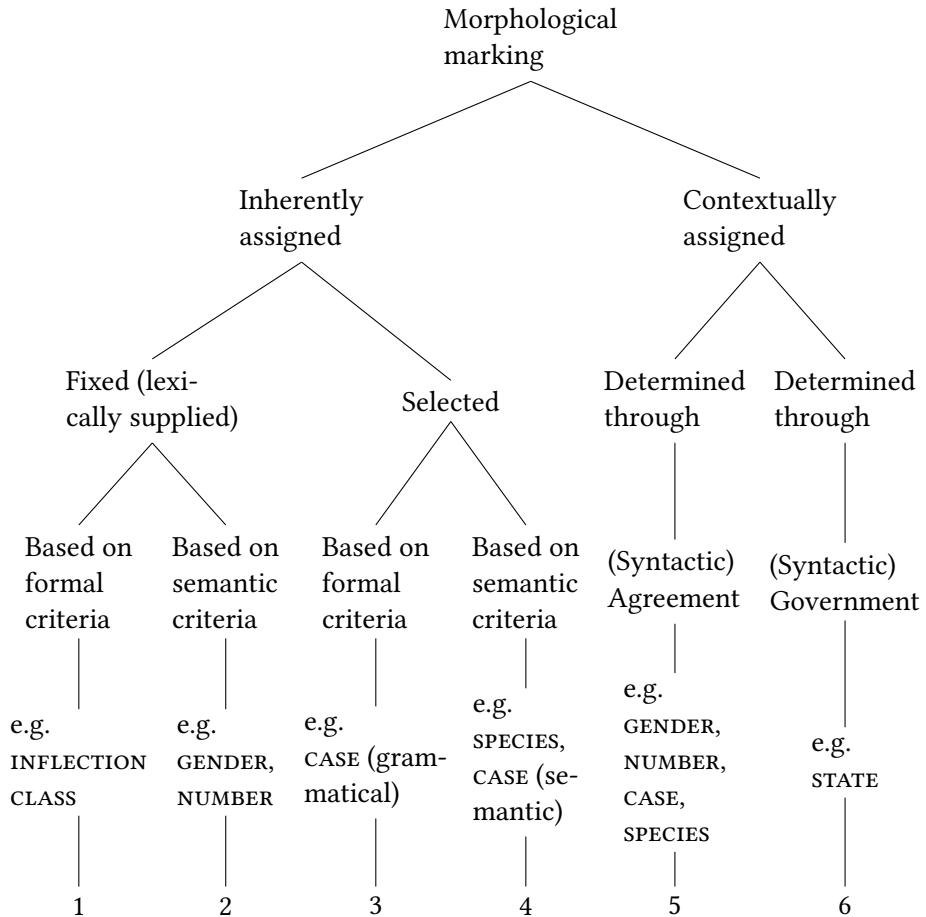 Morphological
marking
Inherently
assigned
Contextually
assigned
Fixed (lexi-
cally supplied)
Selected
Determined
through
Determined
through
Based on
formal
criteria
Based on
semantic
criteria
Based on
formal
criteria
Based on
semantic
criteria
(Syntactic)
Agreement
(Syntactic)
Government
e.g.
INFLECTION
CLASS
e.g.
GENDER,
NUMBER
e.g.
CASE (gram-
matical)
e.g.
SPECIES,
CASE (se-
mantic)
e.g.
GENDER,
NUMBER,
CASE,
SPECIES
e.g.
STATE
1
2
3
4
5
6